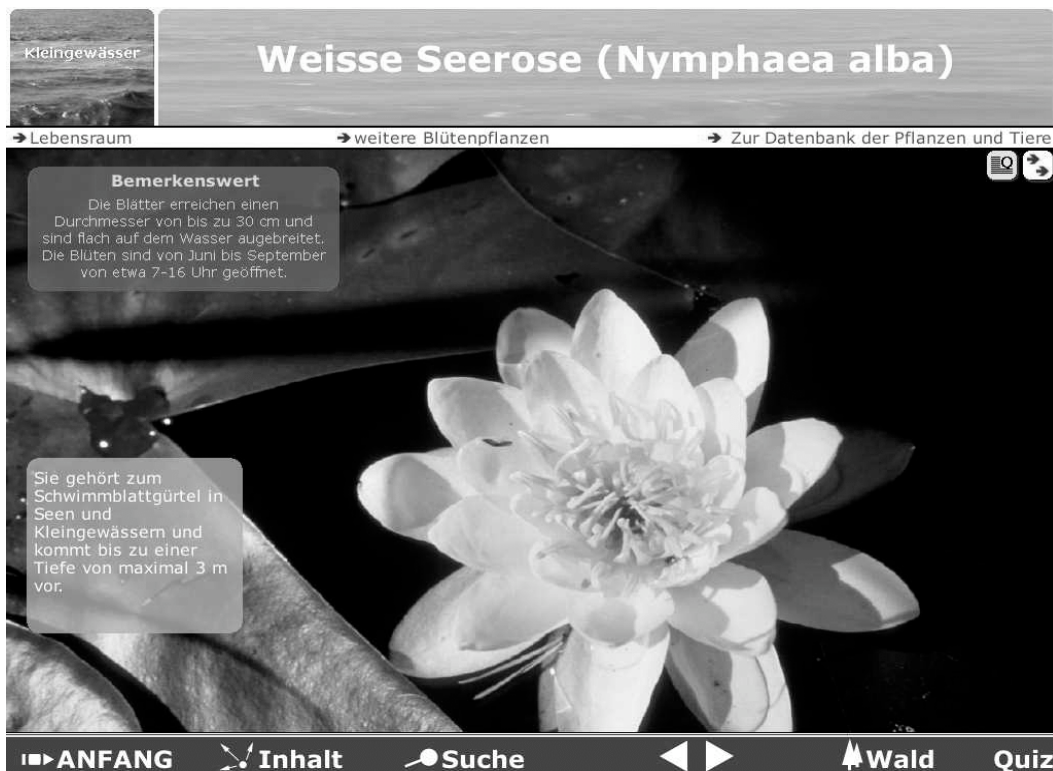 Kleingewässer
Weisse Seerose (Nymphaea alba)
Lebensraum
weitere Blütenpflanzen
Zur Datenbank der Pflanzen und Tiere
Q
Bemerkenswert
Die Blätter erreichen einen
Durchmesser von bis zu 30 cm und
sind flach auf dem Wasser augebreitet.
Die Blüten sind von Juni bis September
von etwa 7-16 Uhr geöffnet.
Sie gehört zum
Schwimmblattgürtel in
Seen und
Kleingewässern und
kommt bis zu einer
Tiefe von maximal 3 m
vor.
ANFANG
Inhalt
Suche
Wald
Quiz